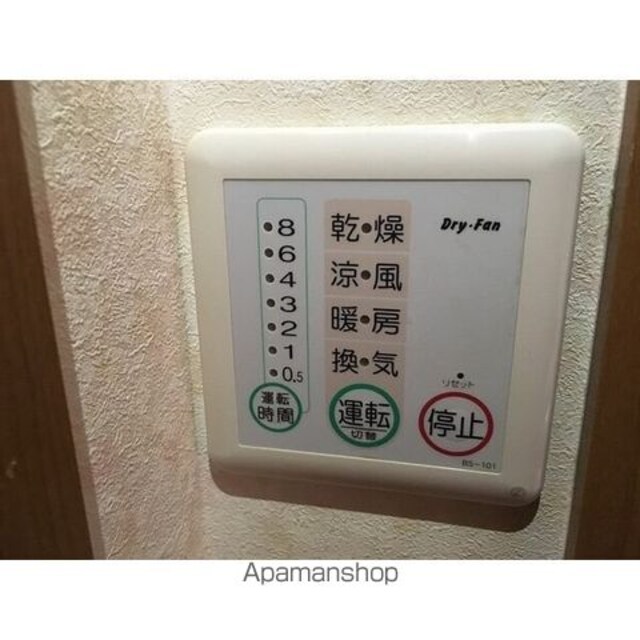 8
6
4
3
2
1
0.5
運転
時間
乾・燥
涼・風
暖・房
換・気
運転
切替
Dry・Fan
リセット
停止
BS-101
Apamanshop